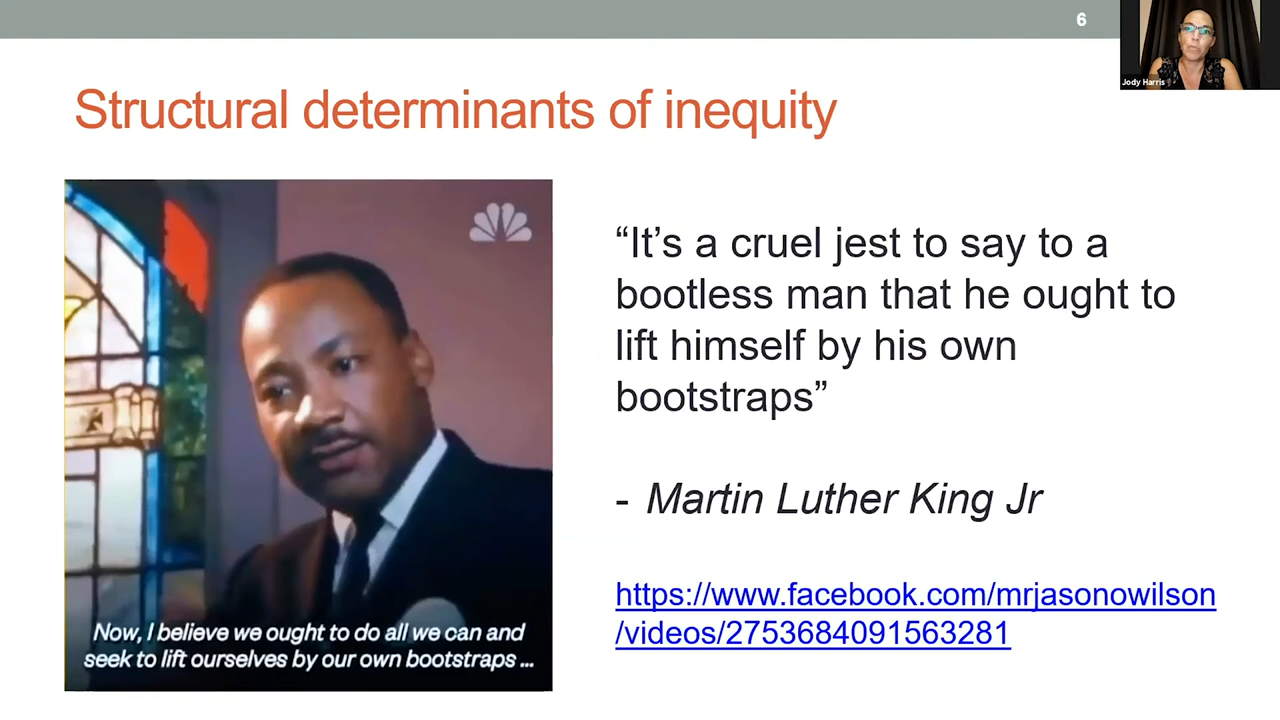 6
Jody Harris
Structural determinants of inequity
“It’s a cruel jest to say to a
bootless man that he ought to
lift himself by his own
bootstraps”
- Martin Luther King Jr
https://www.facebook.com/mrjasonowilson
/videos/2753684091563281
Now, I believe we ought to do all we can and
seek to lift ourselves by our own bootstraps ...